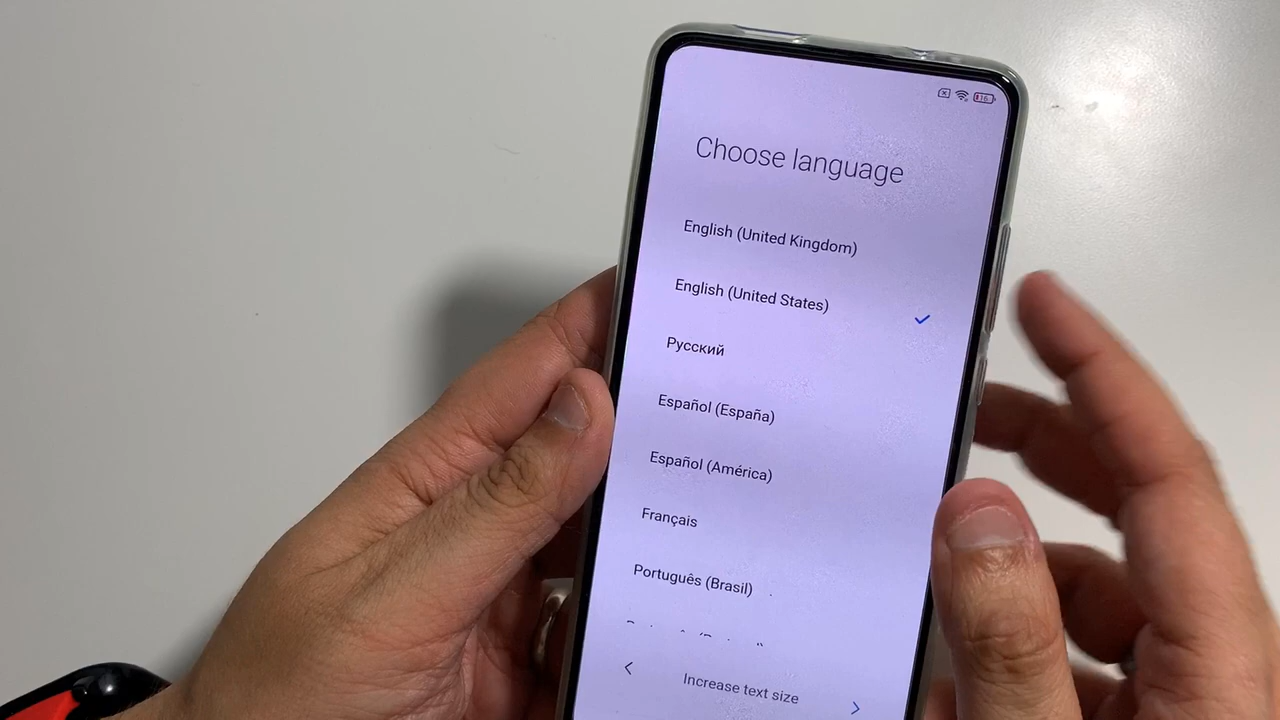 16
Choose language
English (United Kingdom)
English (United States)
Русский
Español (España)
Español (América)
Français
Português (Brasil)
Increase text size